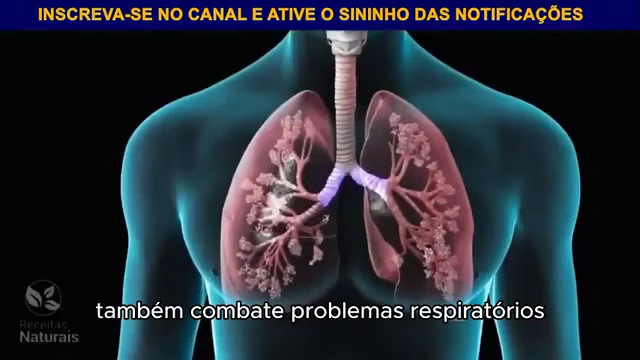 INSCREVA-SE NO CANAL E ATIVE O SININHO DAS NOTIFICAÇÕES
também combate problemas respiratórios
Receitas
Naturais